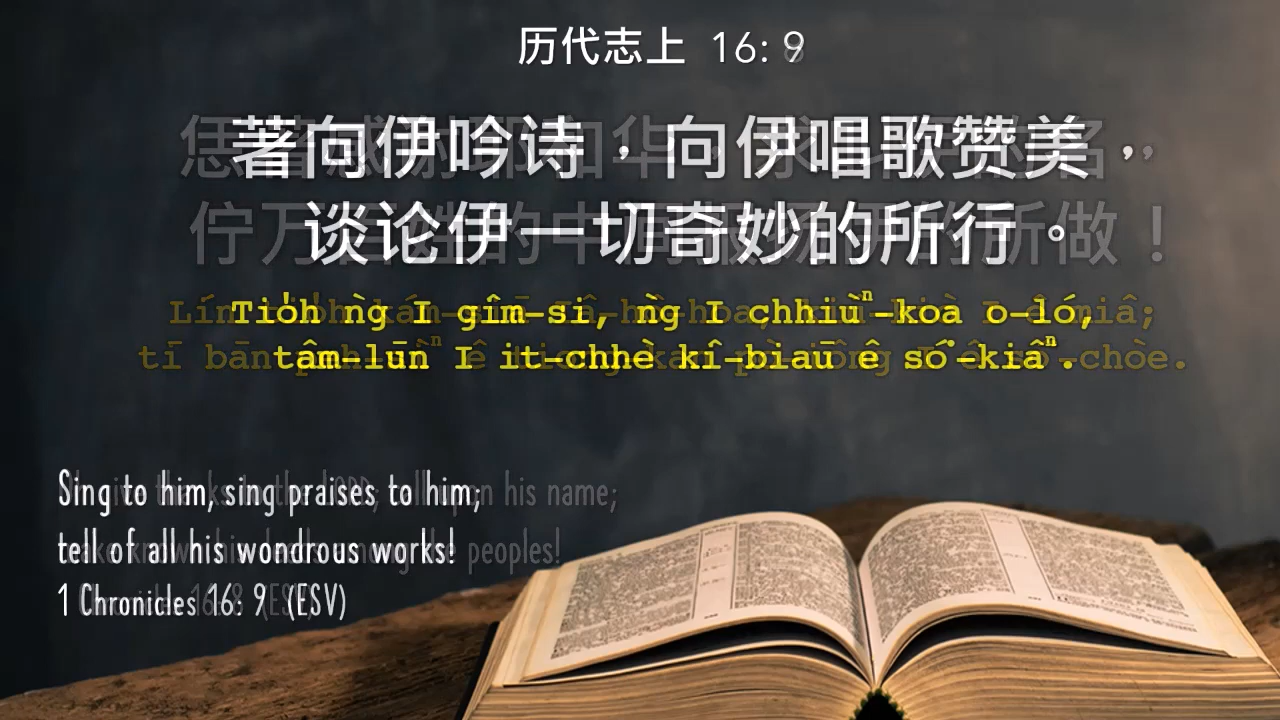 历代志上 16: 9
著向伊吟诗，向伊唱歌赞美，
谈论伊一切奇妙的所行。
Tio̍h ǹg I gîm-si, ǹg I chhiùⁿ-koà o-ló,
tâm-lūn I it-chhè kî-biāu ê só͘-kiâⁿ.
Sing to him, sing praises to him;
tell of all his wondrous works!
1 Chronicles 16: 9 (ESV)